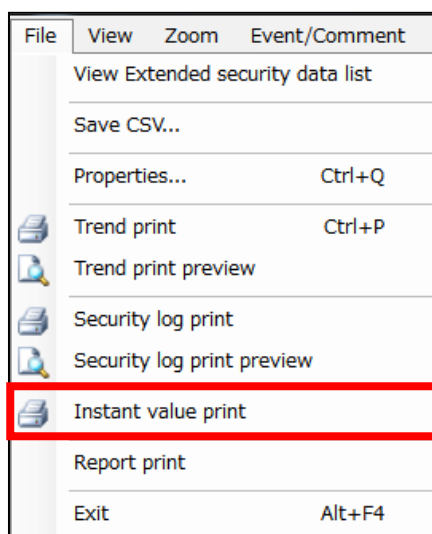 File View Zoom Event/Comment
View Extended security data list
Save CSV...
Properties... Ctrl+Q
Trend print Ctrl+P
Trend print preview
Security log print
Security log print preview
Instant value print
Report print
Exit Alt+F4